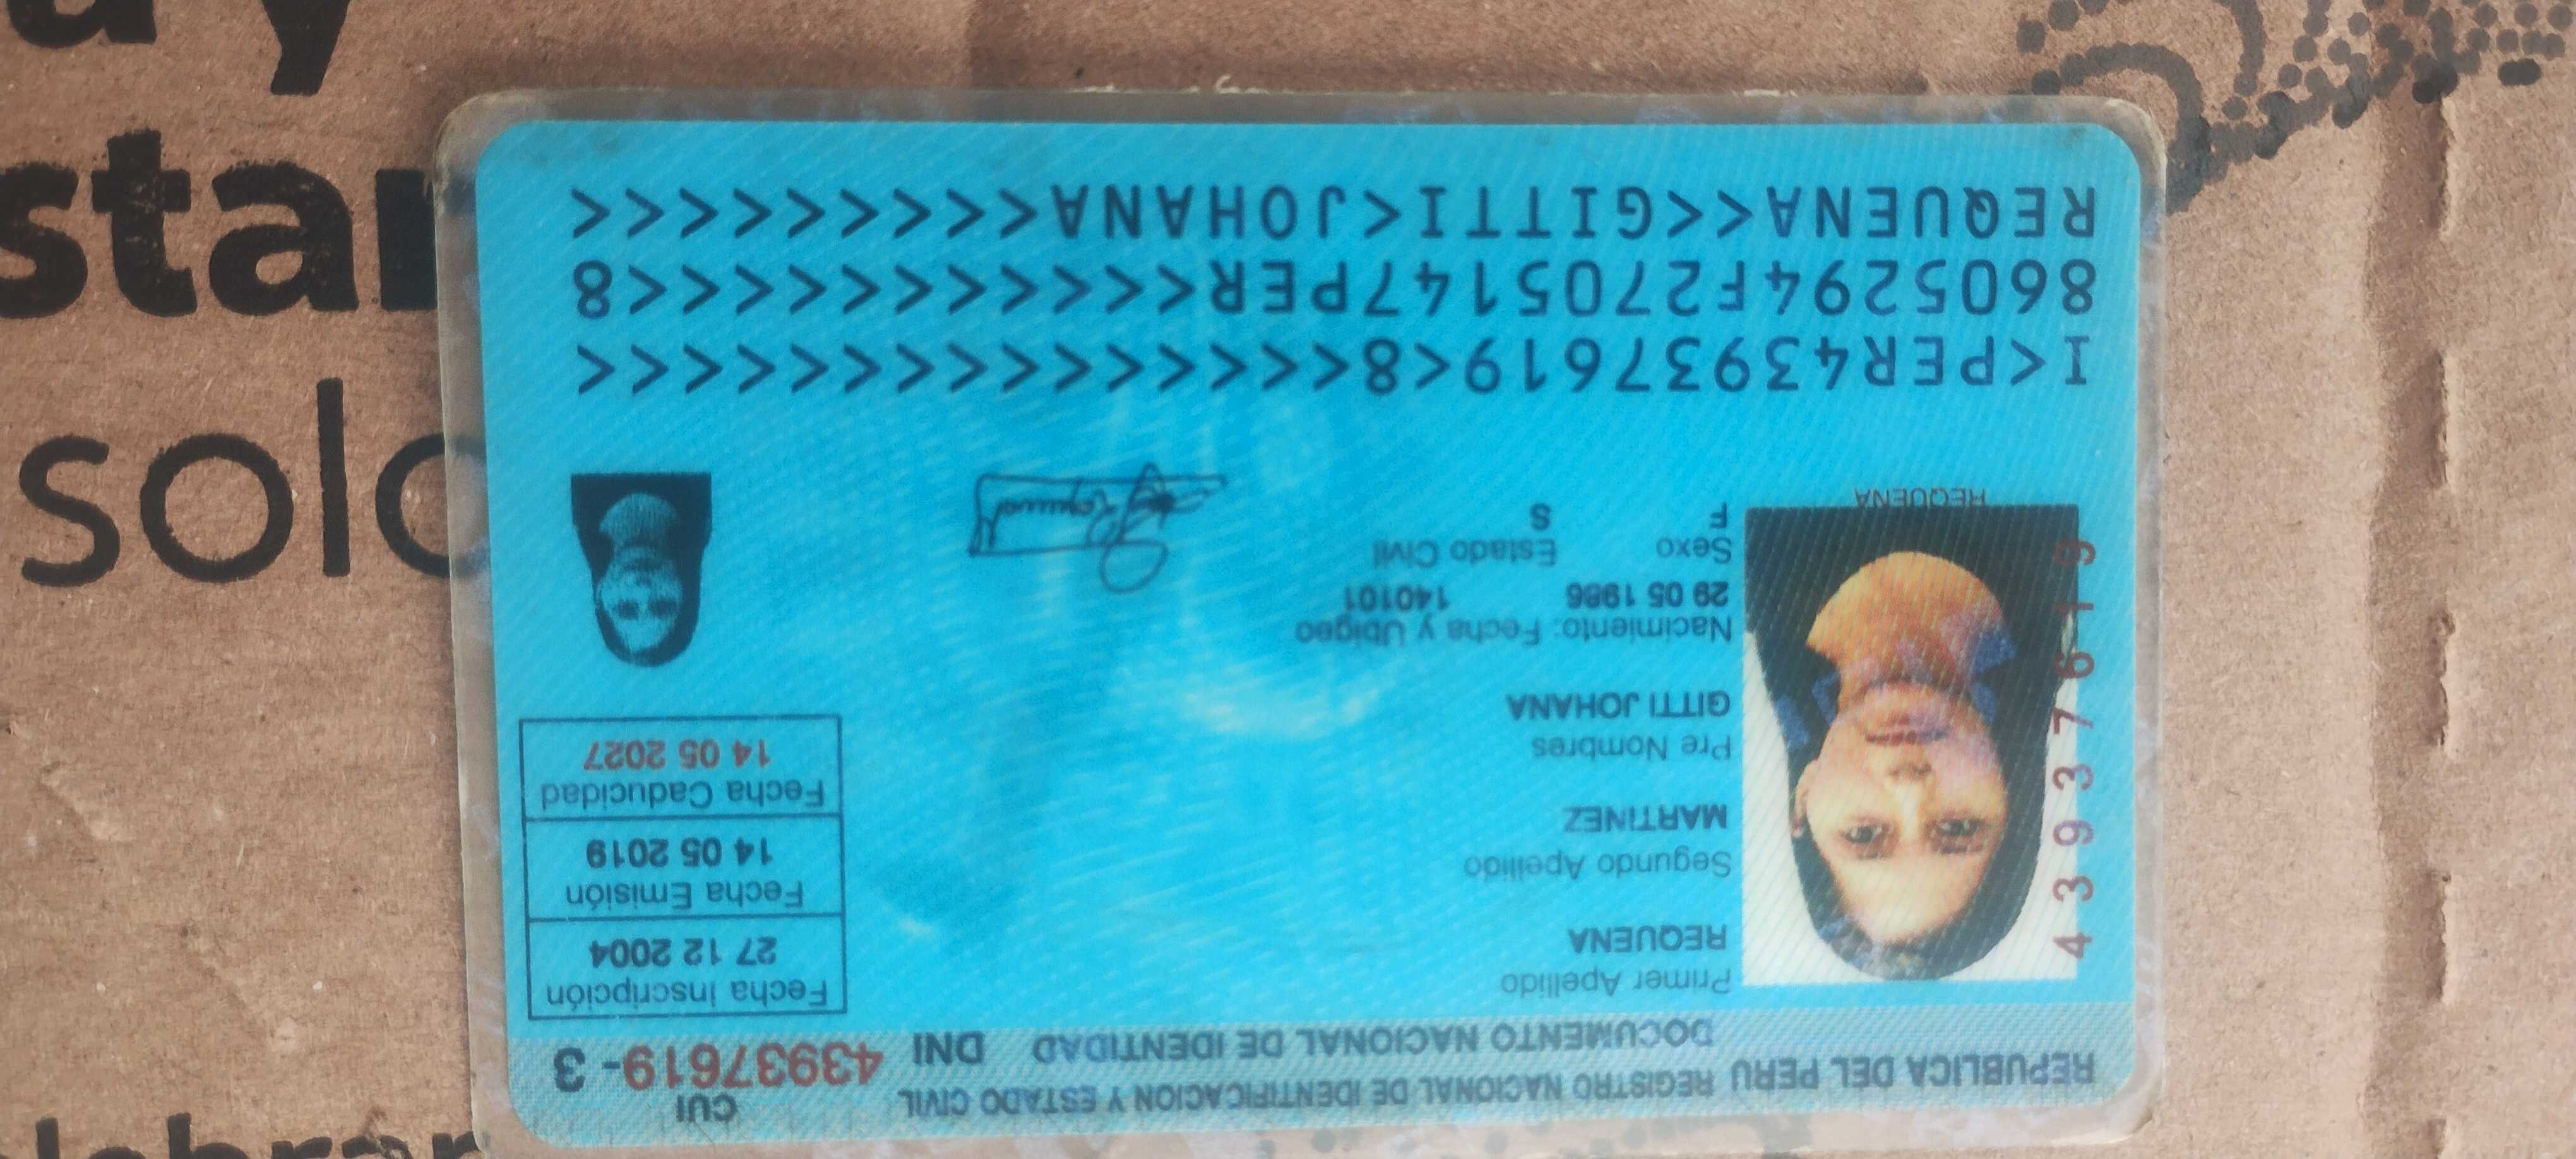 REPUBLICA DEL PERU REGISTRO NACIONAL DE IDENTIFICACION Y ESTADO CIVIL
DOCUMENTO NACIONAL DE IDENTIDAD DNI
CUI
43937619-3
Primer Apellido
REQUENA
Segundo Apellido
MARTINEZ
Pre Nombres
GITTI JOHANA
Nacimiento: Fecha y Ubigeo
29 05 1986 140101
Sexo Estado Civil
F S
Fecha Inscripción
27 12 2004
Fecha Emisión
14 05 2019
Fecha Caducidad
14 05 2027
43937619
REQUENA
I<PER43937619<8<<<<<<<<<<<<<<<
8605294F2705147PER<<<<<<<<<<<8
REQUENA<<GITTI<JOHANA<<<<<<<<<
star
solo